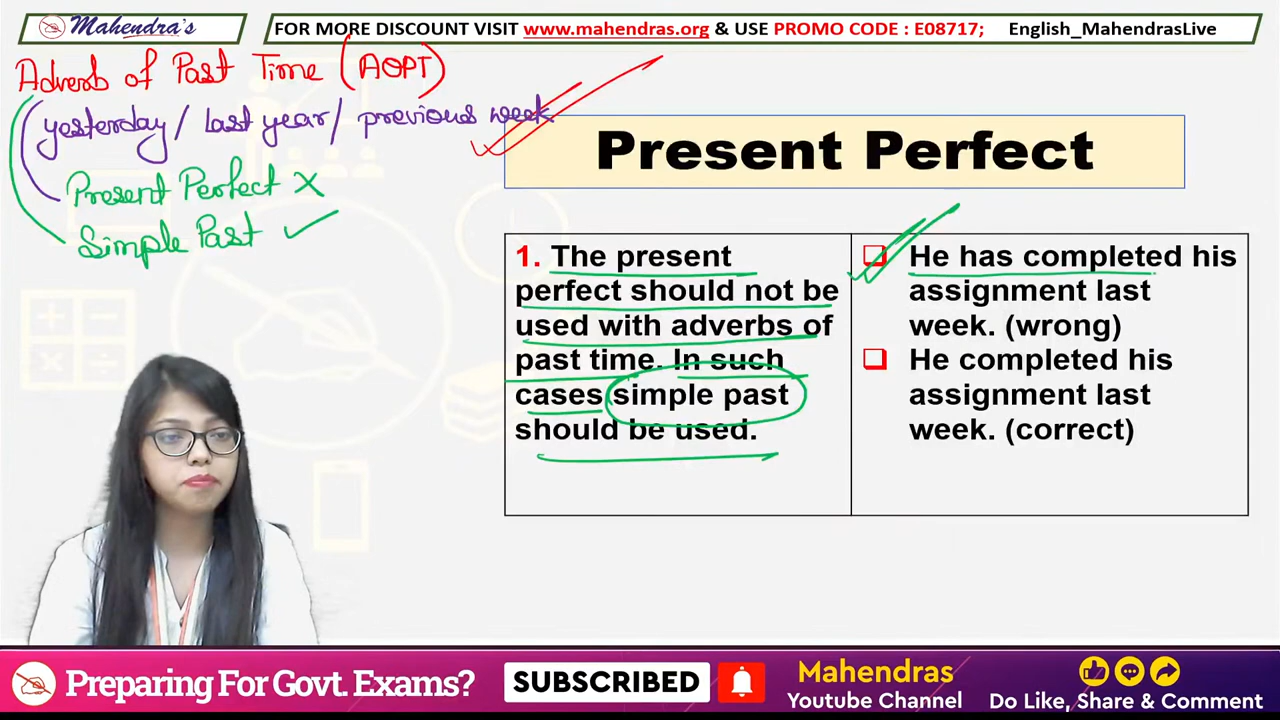 Mahendra's
FOR MORE DISCOUNT VISIT www.mahendras.org & USE PROMO CODE : E08717; English_MahendrasLive
Adverb of Past Time (AOPT)
yesterday / last year / previous week
Present Perfect X
Simple Past ✓
Present Perfect
1. The present
perfect should not be
used with adverbs of
past time. In such
cases simple past
should be used.
He has completed his
assignment last
week. (wrong)
He completed his
assignment last
week. (correct)
Preparing For Govt. Exams?
SUBSCRIBED
Mahendras
YouTube Channel
Do Like, Share & Comment